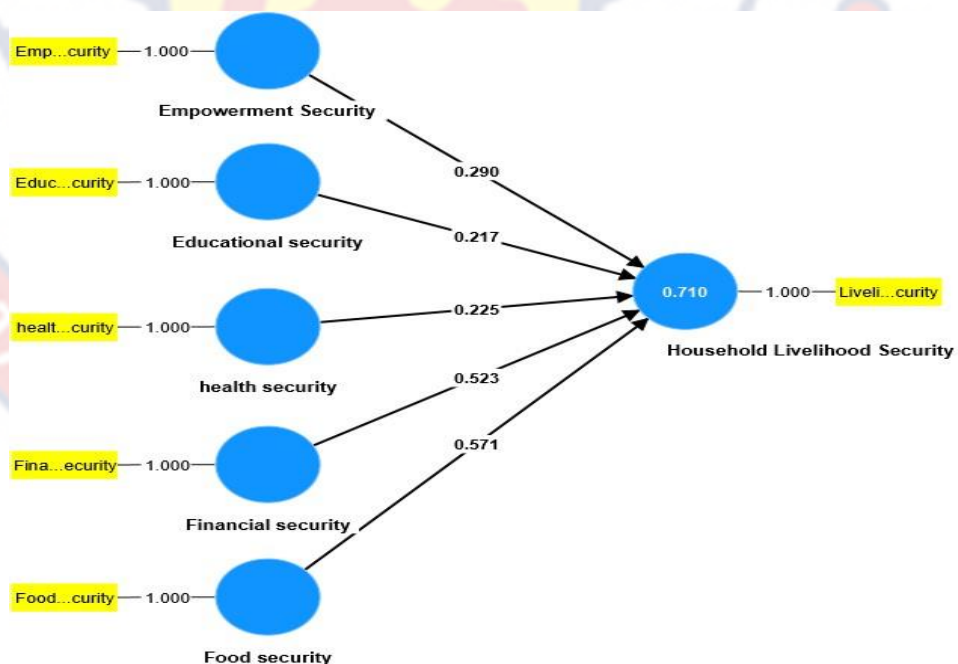 Emp...curity
1.000
Empowerment Security
0.290
Educ...curity
1.000
Educational security
0.217
0.710
1.000
Liveli...curity
healt...curity
1.000
0.225
Household Livelihood Security
health security
0.523
Fina...ecurity
1.000
0.571
Financial security
Food...curity
1.000
Food security